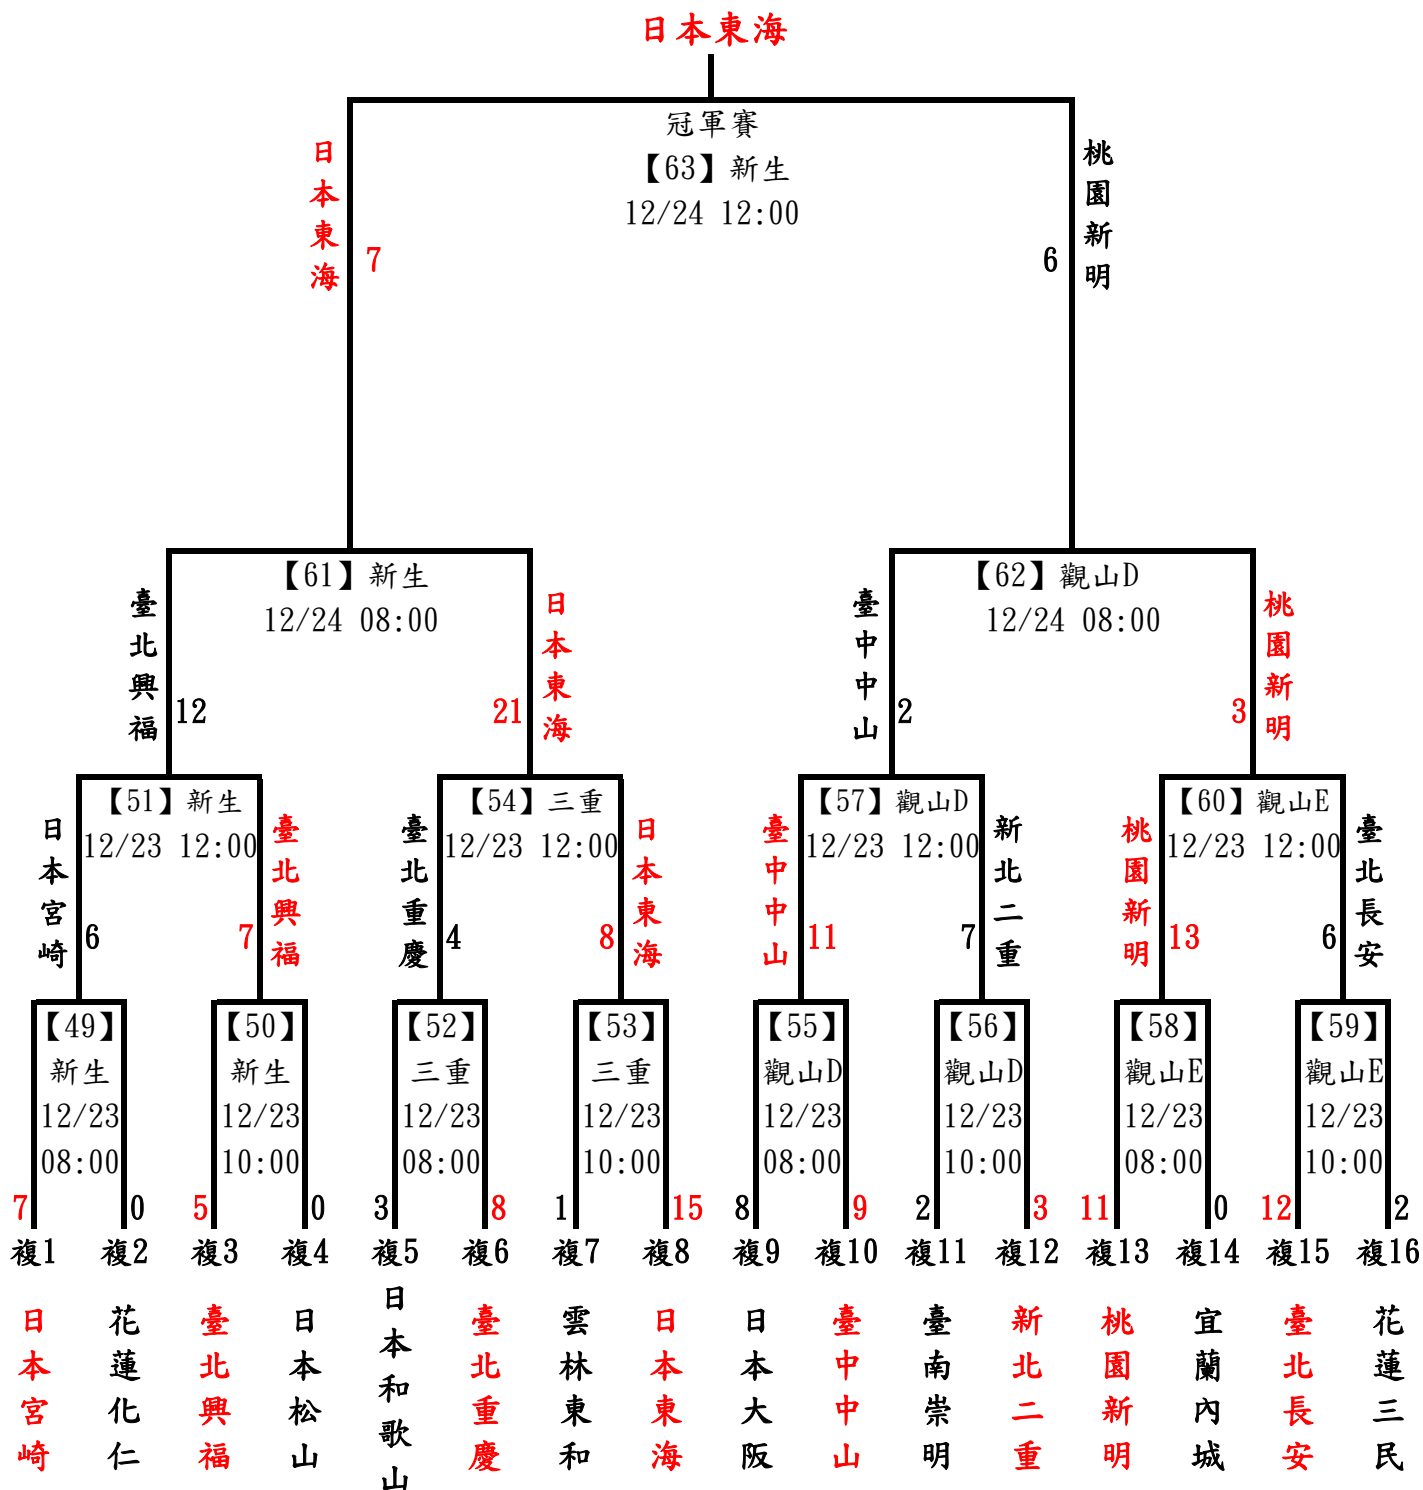 日本東海
冠軍賽
【63】新生
12/24 12:00
日本東海
7
6
桃園新明
【61】新生
12/24 08:00
臺北興福
12
21
日本東海
【62】觀山D
12/24 08:00
臺中中山
2
3
桃園新明
【51】新生
12/23 12:00
日本宮崎
6
7
臺北興福
【54】三重
12/23 12:00
臺北重慶
4
8
日本東海
【57】觀山D
12/23 12:00
臺中中山
11
7
新北二重
【60】觀山E
12/23 12:00
桃園新明
13
6
臺北長安
【49】
新生
12/23
08:00
7
0
【50】
新生
12/23
10:00
5
0
【52】
三重
12/23
08:00
3
8
【53】
三重
12/23
10:00
1
15
【55】
觀山D
12/23
08:00
8
9
【56】
觀山D
12/23
10:00
2
3
【58】
觀山E
12/23
08:00
11
0
【59】
觀山E
12/23
10:00
12
2
複1
複2
複3
複4
複5
複6
複7
複8
複9
複10
複11
複12
複13
複14
複15
複16
日本宮崎
花蓮化仁
臺北興福
日本松山
日本和歌山
臺北重慶
雲林東和
日本東海
日本大阪
臺中中山
臺南崇明
新北二重
桃園新明
宜蘭內城
臺北長安
花蓮三民